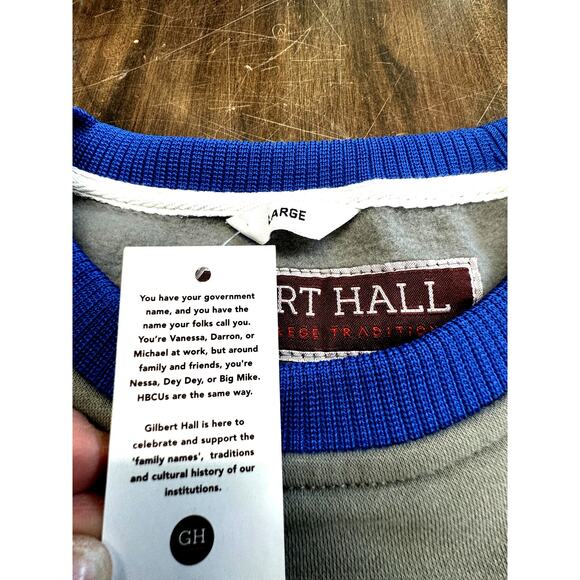 LARGE
RT HALL
EGE TRADITION
You have your government
name, and you have the
name your folks call you.
You're Vanessa, Darron, or
Michael at work, but around
family and friends, you're
Nessa, Dey Dey, or Big Mike.
HBCUs are the same way.
Gilbert Hall is here to
celebrate and support the
'family names', traditions
and cultural history of our
institutions.
GH